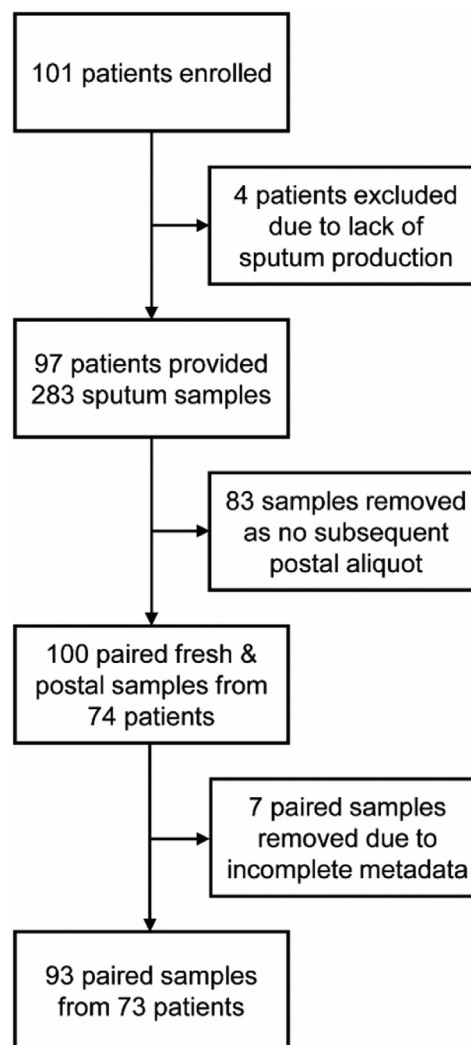 101 patients enrolled
4 patients excluded
due to lack of
sputum production
97 patients provided
283 sputum samples
83 samples removed
as no subsequent
postal aliquot
100 paired fresh &
postal samples from
74 patients
7 paired samples
removed due to
incomplete metadata
93 paired samples
from 73 patients